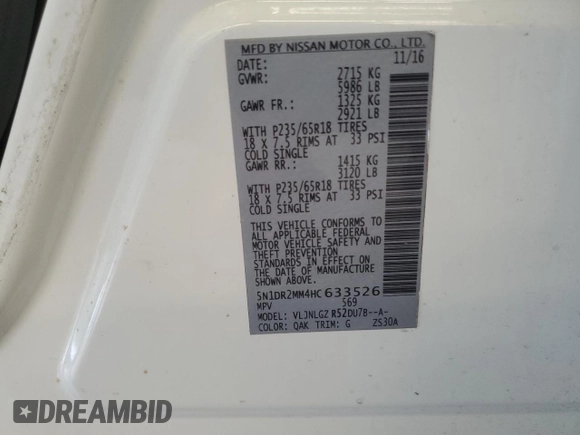 MFD BY NISSAN MOTOR CO., LTD.
DATE: 11/16
GVWR: 2715 KG
5986 LB
GAWR FR.: 1325 KG
2921 LB
WITH P235/65R18 TIRES
18 X 7.5 RIMS AT 33 PSI
COLD SINGLE
GAWR RR.: 1415 KG
3120 LB
WITH P235/65R18 TIRES
18 X 7.5 RIMS AT 33 PSI
COLD SINGLE
THIS VEHICLE CONFORMS TO
ALL APPLICABLE FEDERAL
MOTOR VEHICLE SAFETY AND
THEFT PREVENTION
STANDARDS IN EFFECT ON
THE DATE OF MANUFACTURE
SHOWN ABOVE.
5N1DR2MM4HC633526
MPV 569
MODEL: VLJNLGZ R52DU7B--A-
COLOR: QAK TRIM: G ZS3DA
DREAMBID